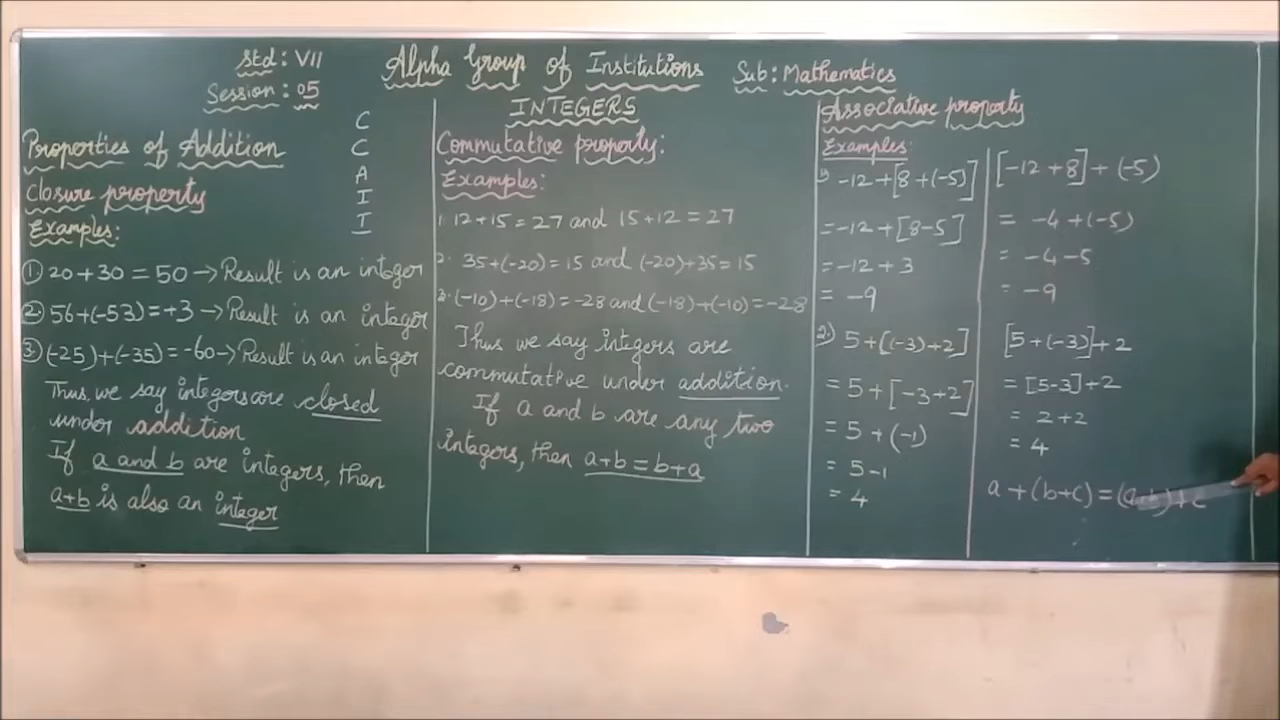 Std: VII
Session: 05
Alpha Group of Institutions
Sub: Mathematics
INTEGERS
C
C
A
I
I
Properties of Addition
Closure property
Examples:
① 20+30 = 50 → Result is an integer
② 56+(-53) = +3 → Result is an integer
③ (-25)+(-35) = -60 → Result is an integer
Thus, we say integers are closed
under addition
If a and b are integers, then
a+b is also an integer
Commutative property:
Examples:
1. 12+15 = 27 and 15+12 = 27
2. 35+(-20) = 15 and (-20)+35 = 15
3. (-10)+(-18) = -28 and (-18)+(-10) = -28
Thus we say integers are
commutative under addition.
If a and b are any two
integers, then a+b = b+a
Associative property
Examples:
1) -12+[8+(-5)]
= -12+[8-5]
= -12+3
= -9
2) 5+[(-3)+2]
= 5+[-3+2]
= 5+(-1)
= 5-1
= 4
[-12+8]+(-5)
= -4+(-5)
= -4-5
= -9
[5+(-3)]+2
= [5-3]+2
= 2+2
= 4
a+(b+c) = (a+b)+c